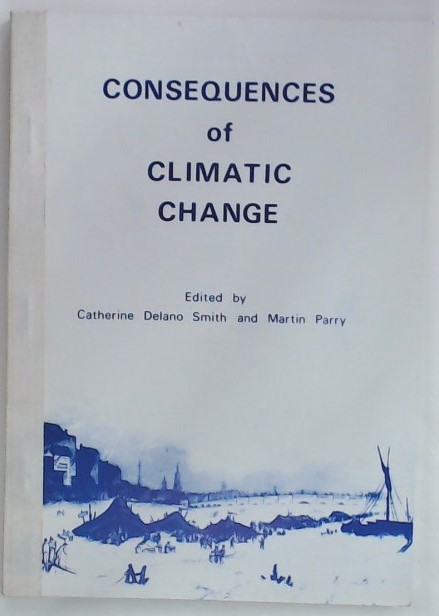 CONSEQUENCES
of
CLIMATIC
CHANGE
Edited by
Catherine Delano Smith and Martin Parry